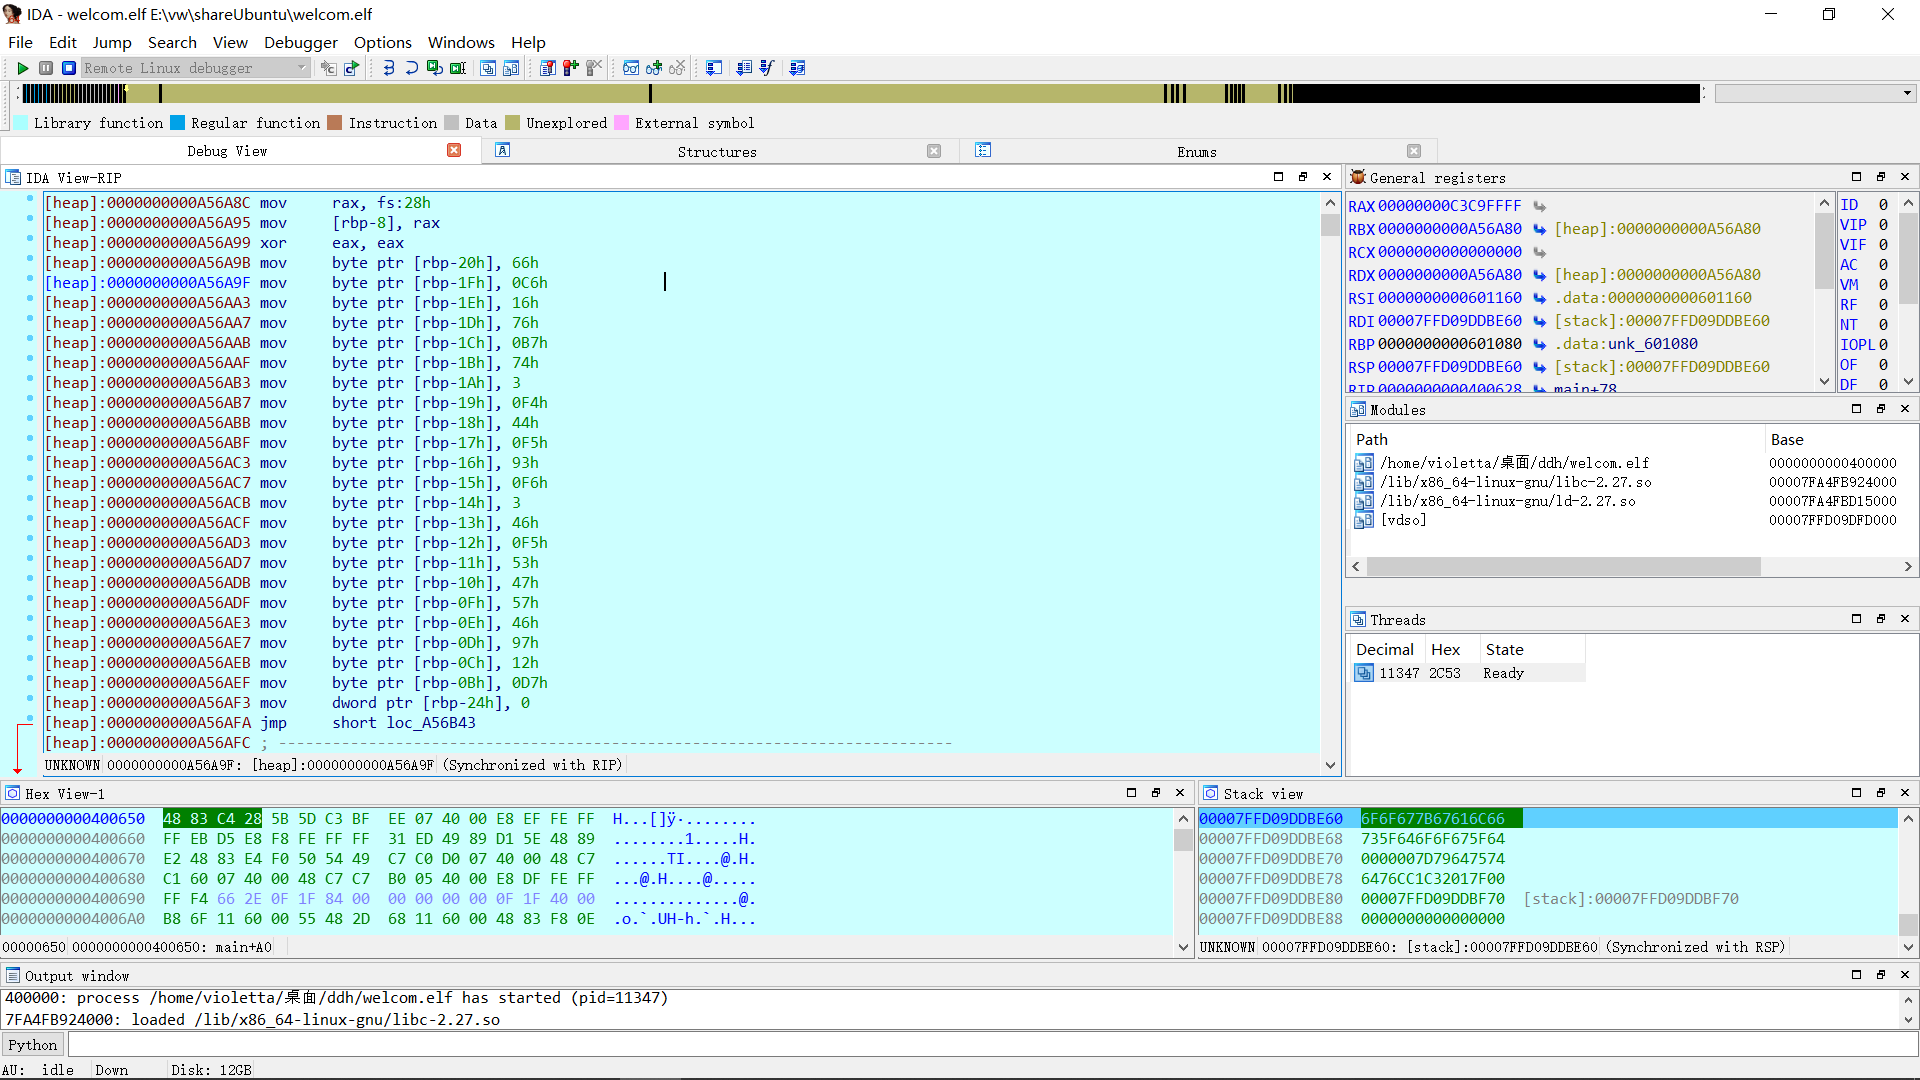 IDA - welcom.elf E:\vw\shareUbuntu\welcom.elf
File Edit Jump Search View Debugger Options Windows Help
Remote Linux debugger
Library function Regular function Instruction Data Unexplored External symbol
Debug View Structures Enums
IDA View-RIP
[heap]:0000000000A56A8C mov rax, fs:28h
[heap]:0000000000A56A95 mov [rbp-8], rax
[heap]:0000000000A56A99 xor eax, eax
[heap]:0000000000A56A9B mov byte ptr [rbp-20h], 66h
[heap]:0000000000A56A9F mov byte ptr [rbp-1Fh], 0C6h
[heap]:0000000000A56AA3 mov byte ptr [rbp-1Eh], 16h
[heap]:0000000000A56AA7 mov byte ptr [rbp-1Dh], 76h
[heap]:0000000000A56AAB mov byte ptr [rbp-1Ch], 0B7h
[heap]:0000000000A56AAF mov byte ptr [rbp-1Bh], 74h
[heap]:0000000000A56AB3 mov byte ptr [rbp-1Ah], 3
[heap]:0000000000A56AB7 mov byte ptr [rbp-19h], 0F4h
[heap]:0000000000A56ABB mov byte ptr [rbp-18h], 44h
[heap]:0000000000A56ABF mov byte ptr [rbp-17h], 0F5h
[heap]:0000000000A56AC3 mov byte ptr [rbp-16h], 93h
[heap]:0000000000A56AC7 mov byte ptr [rbp-15h], 0F6h
[heap]:0000000000A56ACB mov byte ptr [rbp-14h], 3
[heap]:0000000000A56ACF mov byte ptr [rbp-13h], 46h
[heap]:0000000000A56AD3 mov byte ptr [rbp-12h], 0F5h
[heap]:0000000000A56AD7 mov byte ptr [rbp-11h], 53h
[heap]:0000000000A56ADB mov byte ptr [rbp-10h], 47h
[heap]:0000000000A56ADF mov byte ptr [rbp-0Fh], 57h
[heap]:0000000000A56AE3 mov byte ptr [rbp-0Eh], 46h
[heap]:0000000000A56AE7 mov byte ptr [rbp-0Dh], 97h
[heap]:0000000000A56AEB mov byte ptr [rbp-0Ch], 12h
[heap]:0000000000A56AEF mov byte ptr [rbp-0Bh], 0D7h
[heap]:0000000000A56AF3 mov dword ptr [rbp-24h], 0
[heap]:0000000000A56AFA jmp short loc_A56B43
[heap]:0000000000A56AFC ; ---------------------------------------------------------------------------
UNKNOWN 0000000000A56A9F: [heap]:0000000000A56A9F (Synchronized with RIP)
General registers
RAX 00000000C3C9FFFF
RBX 0000000000A56A80 [heap]:0000000000A56A80
RCX 0000000000000000
RDX 0000000000A56A80 [heap]:0000000000A56A80
RSI 0000000000601160 .data:0000000000601160
RDI 00007FFD09DDBE60 [stack]:00007FFD09DDBE60
RBP 0000000000601080 .data:unk_601080
RSP 00007FFD09DDBE60 [stack]:00007FFD09DDBE60
RIP 0000000000400628 main+78
ID 0
VIP 0
VIF 0
AC 0
VM 0
RF 0
NT 0
IOPL 0
OF 0
DF 0
Modules
Path Base
/home/violetta/桌面/ddh/welcom.elf 0000000000400000
/lib/x86_64-linux-gnu/libc-2.27.so 00007FA4FB924000
/lib/x86_64-linux-gnu/ld-2.27.so 00007FA4FBD15000
[vdso] 00007FFD09DFD000
Threads
Decimal Hex State
11347 2C53 Ready
Hex View-1
0000000000400650 48 83 C4 28 5B 5D C3 BF EE 07 40 00 E8 EF FE FF H...[]ÿ·........
0000000000400660 FF EB D5 E8 F8 FE FF FF 31 ED 49 89 D1 5E 48 89 ........1.....H.
0000000000400670 E2 48 83 E4 F0 50 54 49 C7 C0 D0 07 40 00 48 C7 ......TI....@.H.
0000000000400680 C1 60 07 40 00 48 C7 C7 B0 05 40 00 E8 DF FE FF ...@.H....@.....
0000000000400690 FF F4 66 2E 0F 1F 84 00 00 00 00 00 0F 1F 40 00 ..............@.
00000000004006A0 B8 6F 11 60 00 55 48 2D 68 11 60 00 48 83 F8 0E .o.`.UH-h.`.H...
00000650 0000000000400650: main+A0
Stack view
00007FFD09DDBE60 6F6F677B67616C66
00007FFD09DDBE68 735F646F6F675F64
00007FFD09DDBE70 0000007D79647574
00007FFD09DDBE78 6476CC1C32017F00
00007FFD09DDBE80 00007FFD09DDBF70 [stack]:00007FFD09DDBF70
00007FFD09DDBE88 0000000000000000
UNKNOWN 00007FFD09DDBE60: [stack]:00007FFD09DDBE60 (Synchronized with RSP)
Output window
400000: process /home/violetta/桌面/ddh/welcom.elf has started (pid=11347)
7FA4FB924000: loaded /lib/x86_64-linux-gnu/libc-2.27.so
Python
AU: idle Down Disk: 12GB